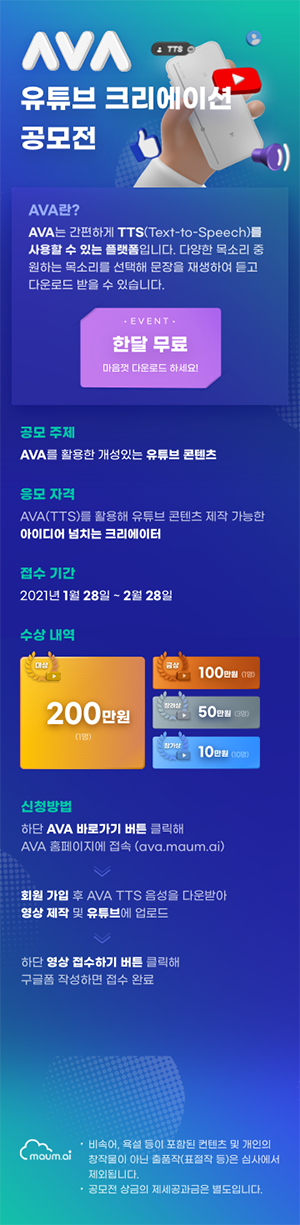 AVA
TTS
유튜브 크리에이션
공모전
AVA란?
AVA는 간편하게 TTS(Text-to-Speech)를
사용할 수 있는 플랫폼입니다. 다양한 목소리 중
원하는 목소리를 선택해 문장을 재생하여 듣고
다운로드 받을 수 있습니다.
· EVENT ·
한달 무료
마음껏 다운로드 하세요!
공모 주제
AVA를 활용한 개성있는 유튜브 콘텐츠
응모 자격
AVA(TTS)를 활용해 유튜브 콘텐츠 제작 가능한
아이디어 넘치는 크리에이터
접수 기간
2021년 1월 28일 ~ 2월 28일
수상 내역
대상
200만원
(1명)
금상
100만원 (1명)
장려상
50만원 (3명)
참가상
10만원 (10명)
신청방법
하단 AVA 바로가기 버튼 클릭해
AVA 홈페이지에 접속 (ava.maum.ai)
회원 가입 후 AVA TTS 음성을 다운받아
영상 제작 및 유튜브에 업로드
하단 영상 접수하기 버튼 클릭해
구글폼 작성하면 접수 완료
maum.ai
· 비속어, 욕설 등이 포함된 컨텐츠 및 개인의
창작물이 아닌 출품작(표절작 등)은 심사에서
제외됩니다.
· 공모전 상금의 제세공과금은 별도입니다.